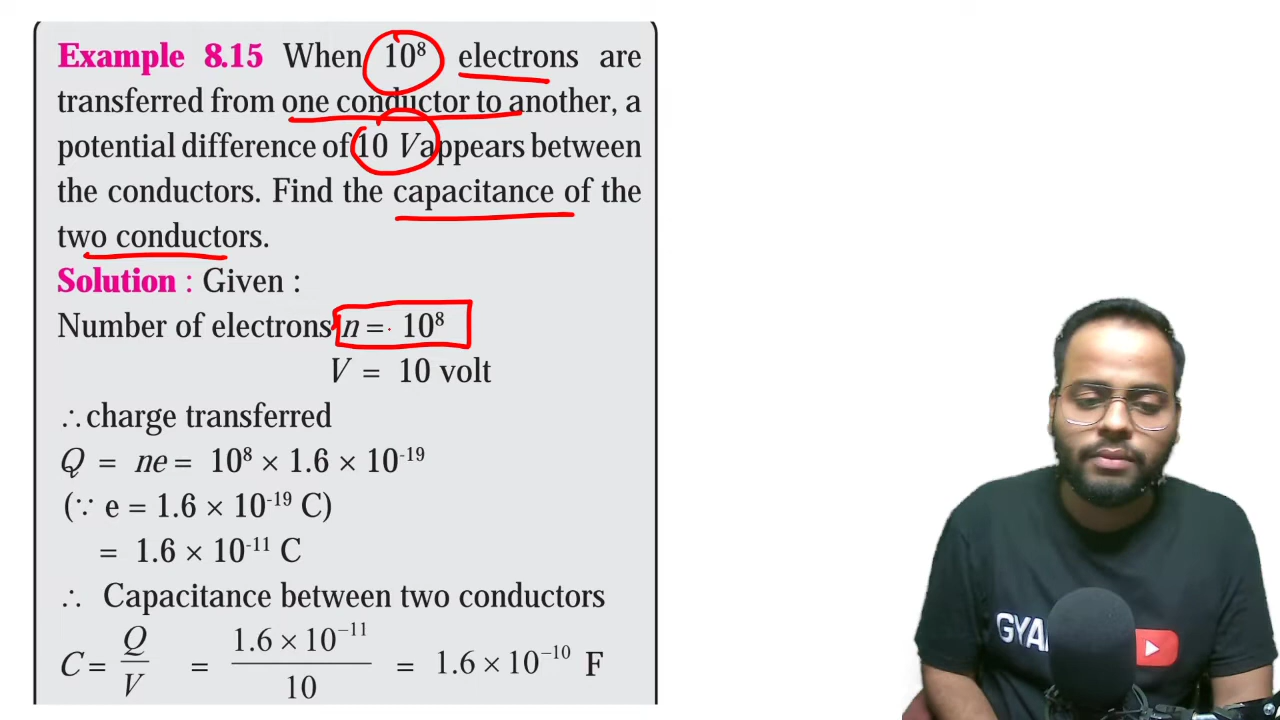 Example 8.15 When 10⁸ electrons are
transferred from one conductor to another, a
potential difference of 10 V appears between
the conductors. Find the capacitance of the
two conductors.
Solution : Given :
Number of electrons n = 10⁸
V = 10 volt
∴ charge transferred
Q = ne = 10⁸ × 1.6 × 10⁻¹⁹
(∵ e = 1.6 × 10⁻¹⁹ C)
= 1.6 × 10⁻¹¹ C
∴ Capacitance between two conductors
C = Q/V = 1.6 × 10⁻¹¹/10 = 1.6 × 10⁻¹⁰ F